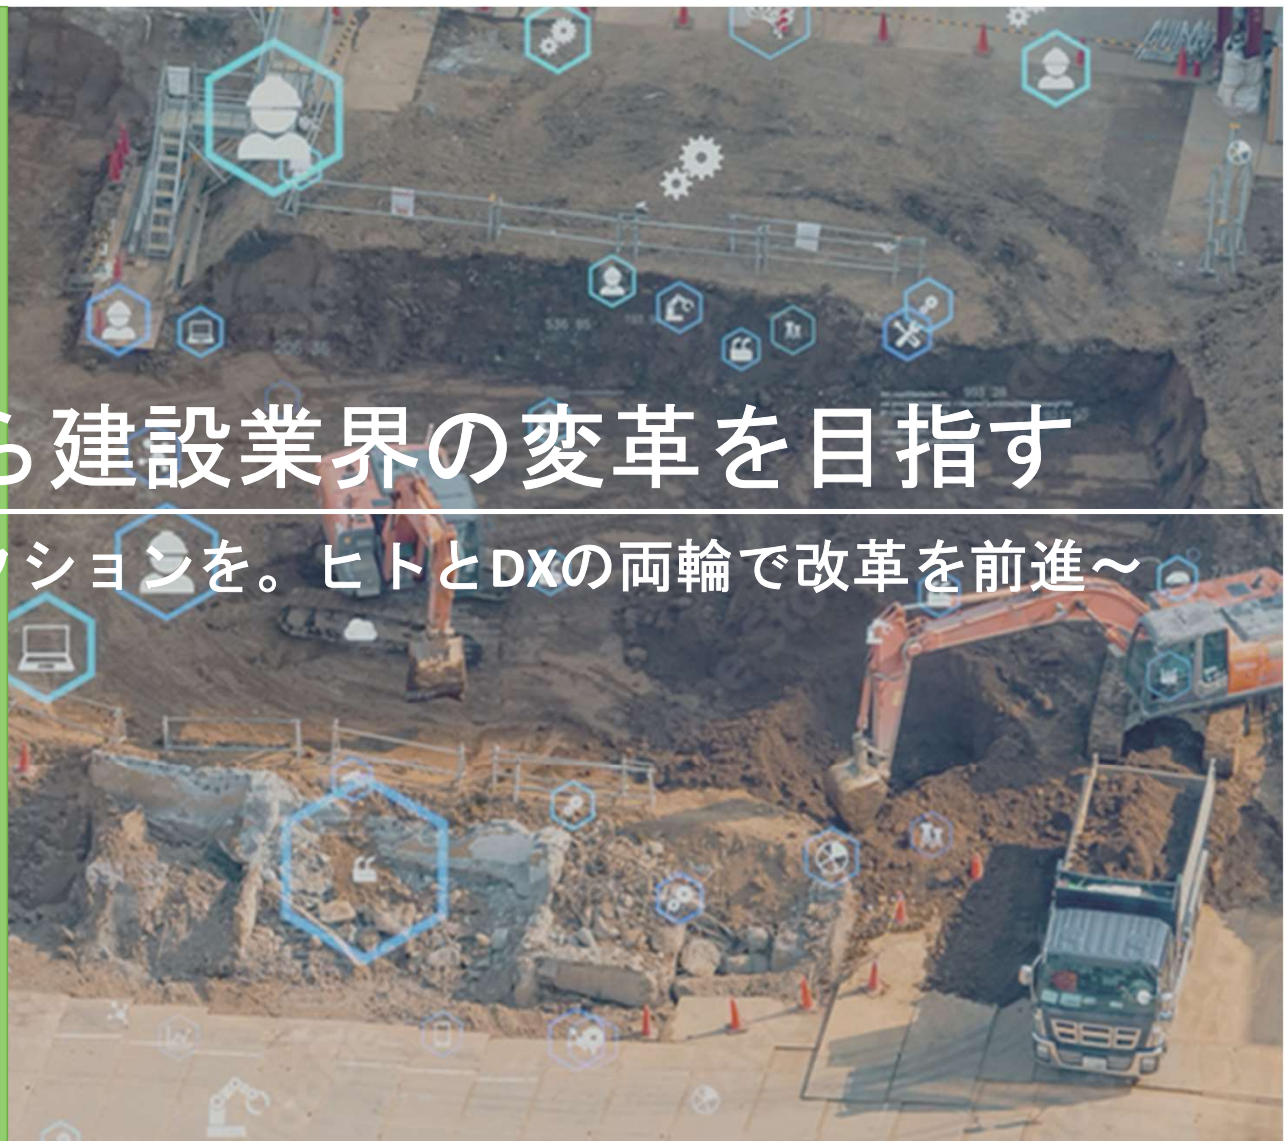 ら建設業界の変革を目指す
クションを。ヒトとDXの両輪で改革を前進～